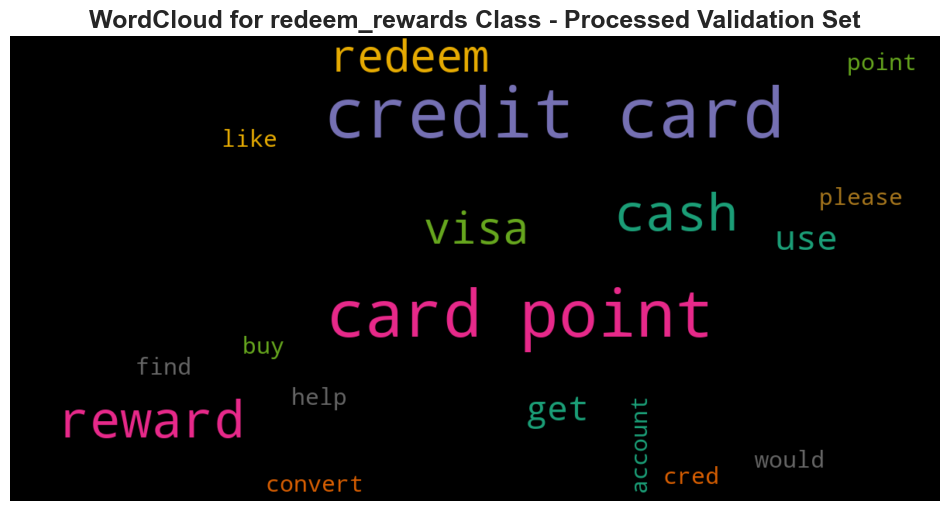 WordCloud for redeem_rewards Class - Processed Validation Set
redeem
point
credit card
like
please
cash
visa
use
card point
buy
find
help
reward
get
account
would
cred
convert